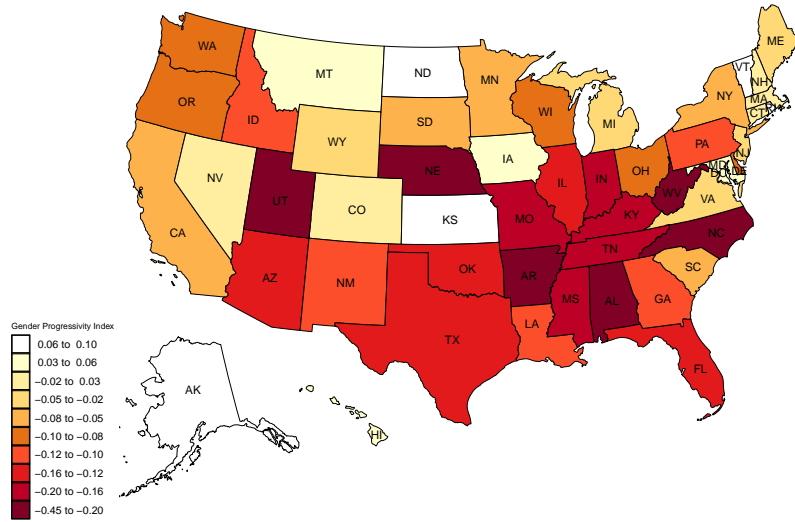 WA
MT
ND
MN
ME
VT
NH
NY
MA
CT
RI
OR
ID
WY
SD
WI
MI
PA
NJ
NV
UT
CO
NE
IA
IL
IN
OH
MD
DE
DC
WV
VA
CA
KS
MO
KY
AZ
NM
OK
AR
TN
NC
SC
TX
LA
MS
AL
GA
FL
AK
HI
Gender Progressivity Index
0.06 to 0.10
0.03 to 0.06
−0.02 to 0.03
−0.05 to −0.02
−0.08 to −0.05
−0.10 to −0.08
−0.12 to −0.10
−0.16 to −0.12
−0.20 to −0.16
−0.45 to −0.20